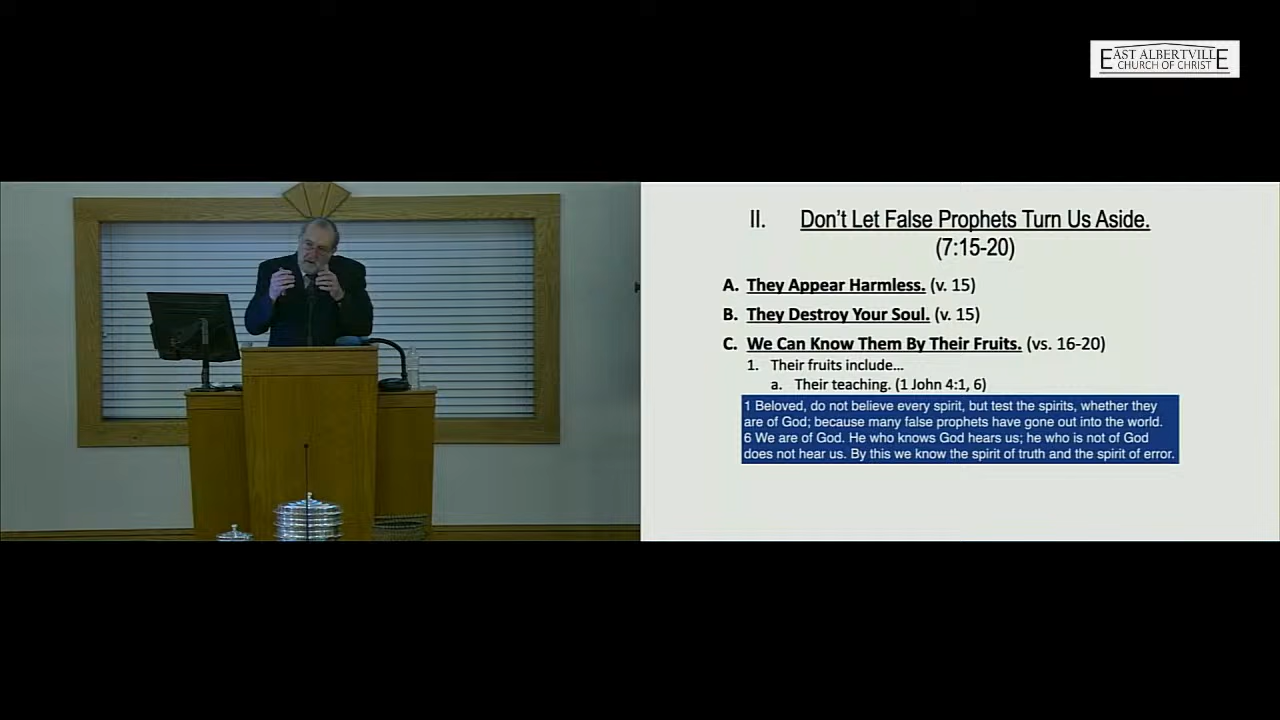 EAST ALBERTVILLE
CHURCH OF CHRIST
II. Don't Let False Prophets Turn Us Aside.
(7:15-20)
A. They Appear Harmless. (v. 15)
B. They Destroy Your Soul. (v. 15)
C. We Can Know Them By Their Fruits. (vs. 16-20)
1. Their fruits include...
a. Their teaching. (1 John 4:1, 6)
1 Beloved, do not believe every spirit, but test the spirits, whether they
are of God; because many false prophets have gone out into the world.
6 We are of God. He who knows God hears us; he who is not of God
does not hear us. By this we know the spirit of truth and the spirit of error.